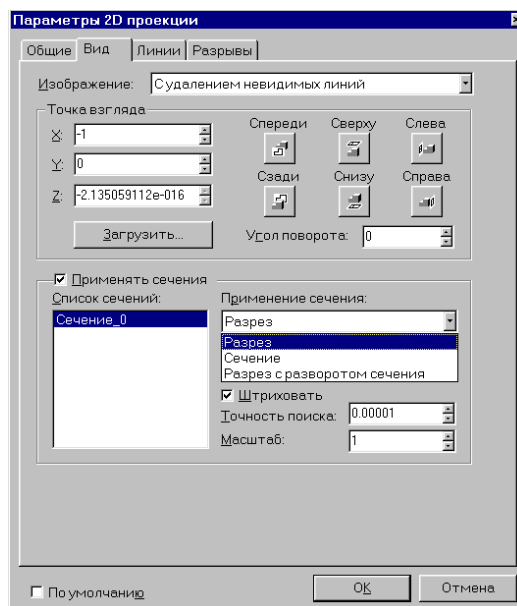 Параметры 2D проекции
Общие Вид Линии Разрывы
Изображение: С удалением невидимых линий
Точка взгляда
X: -1
Y: 0
Z: -2.135059112e-016
Загрузить...
Спереди Сверху Слева
Сзади Снизу Справа
Угол поворота: 0
Применять сечения
Список сечений:
Сечение_0
Применение сечения:
Разрез
Разрез
Сечение
Разрез с разворотом сечения
Штриховать
Точность поиска: 0.00001
Масштаб: 1
По умолчанию
OK Отмена